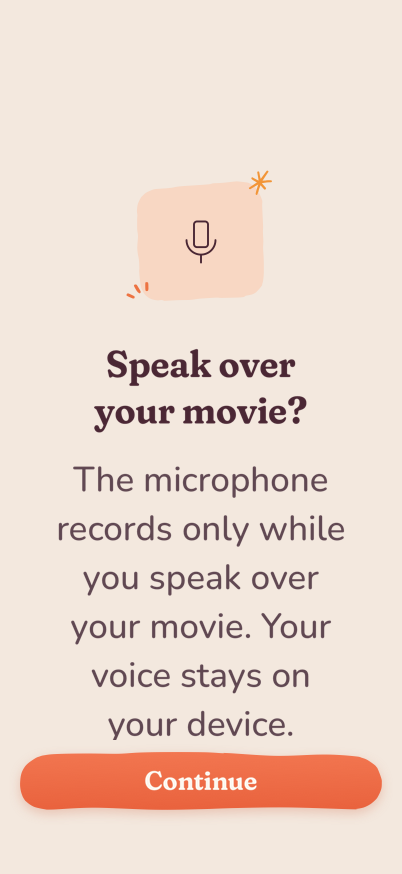 Speak over
your movie?
The microphone
records only while
you speak over
your movie. Your
voice stays on
your device.
Continue